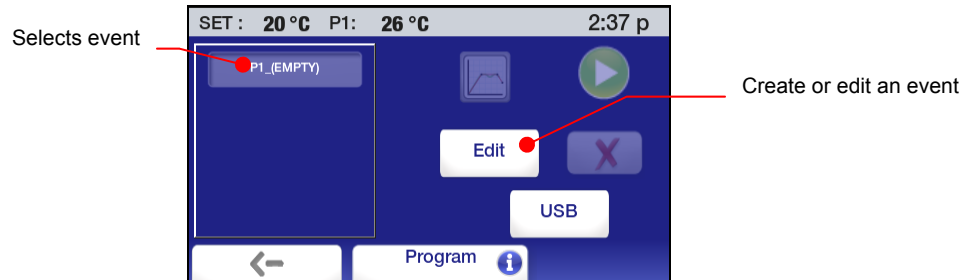 SET : 20 °C P1: 26 °C 2:37 p
Selects event
P1_(EMPTY)
Create or edit an event
Edit
USB
Program